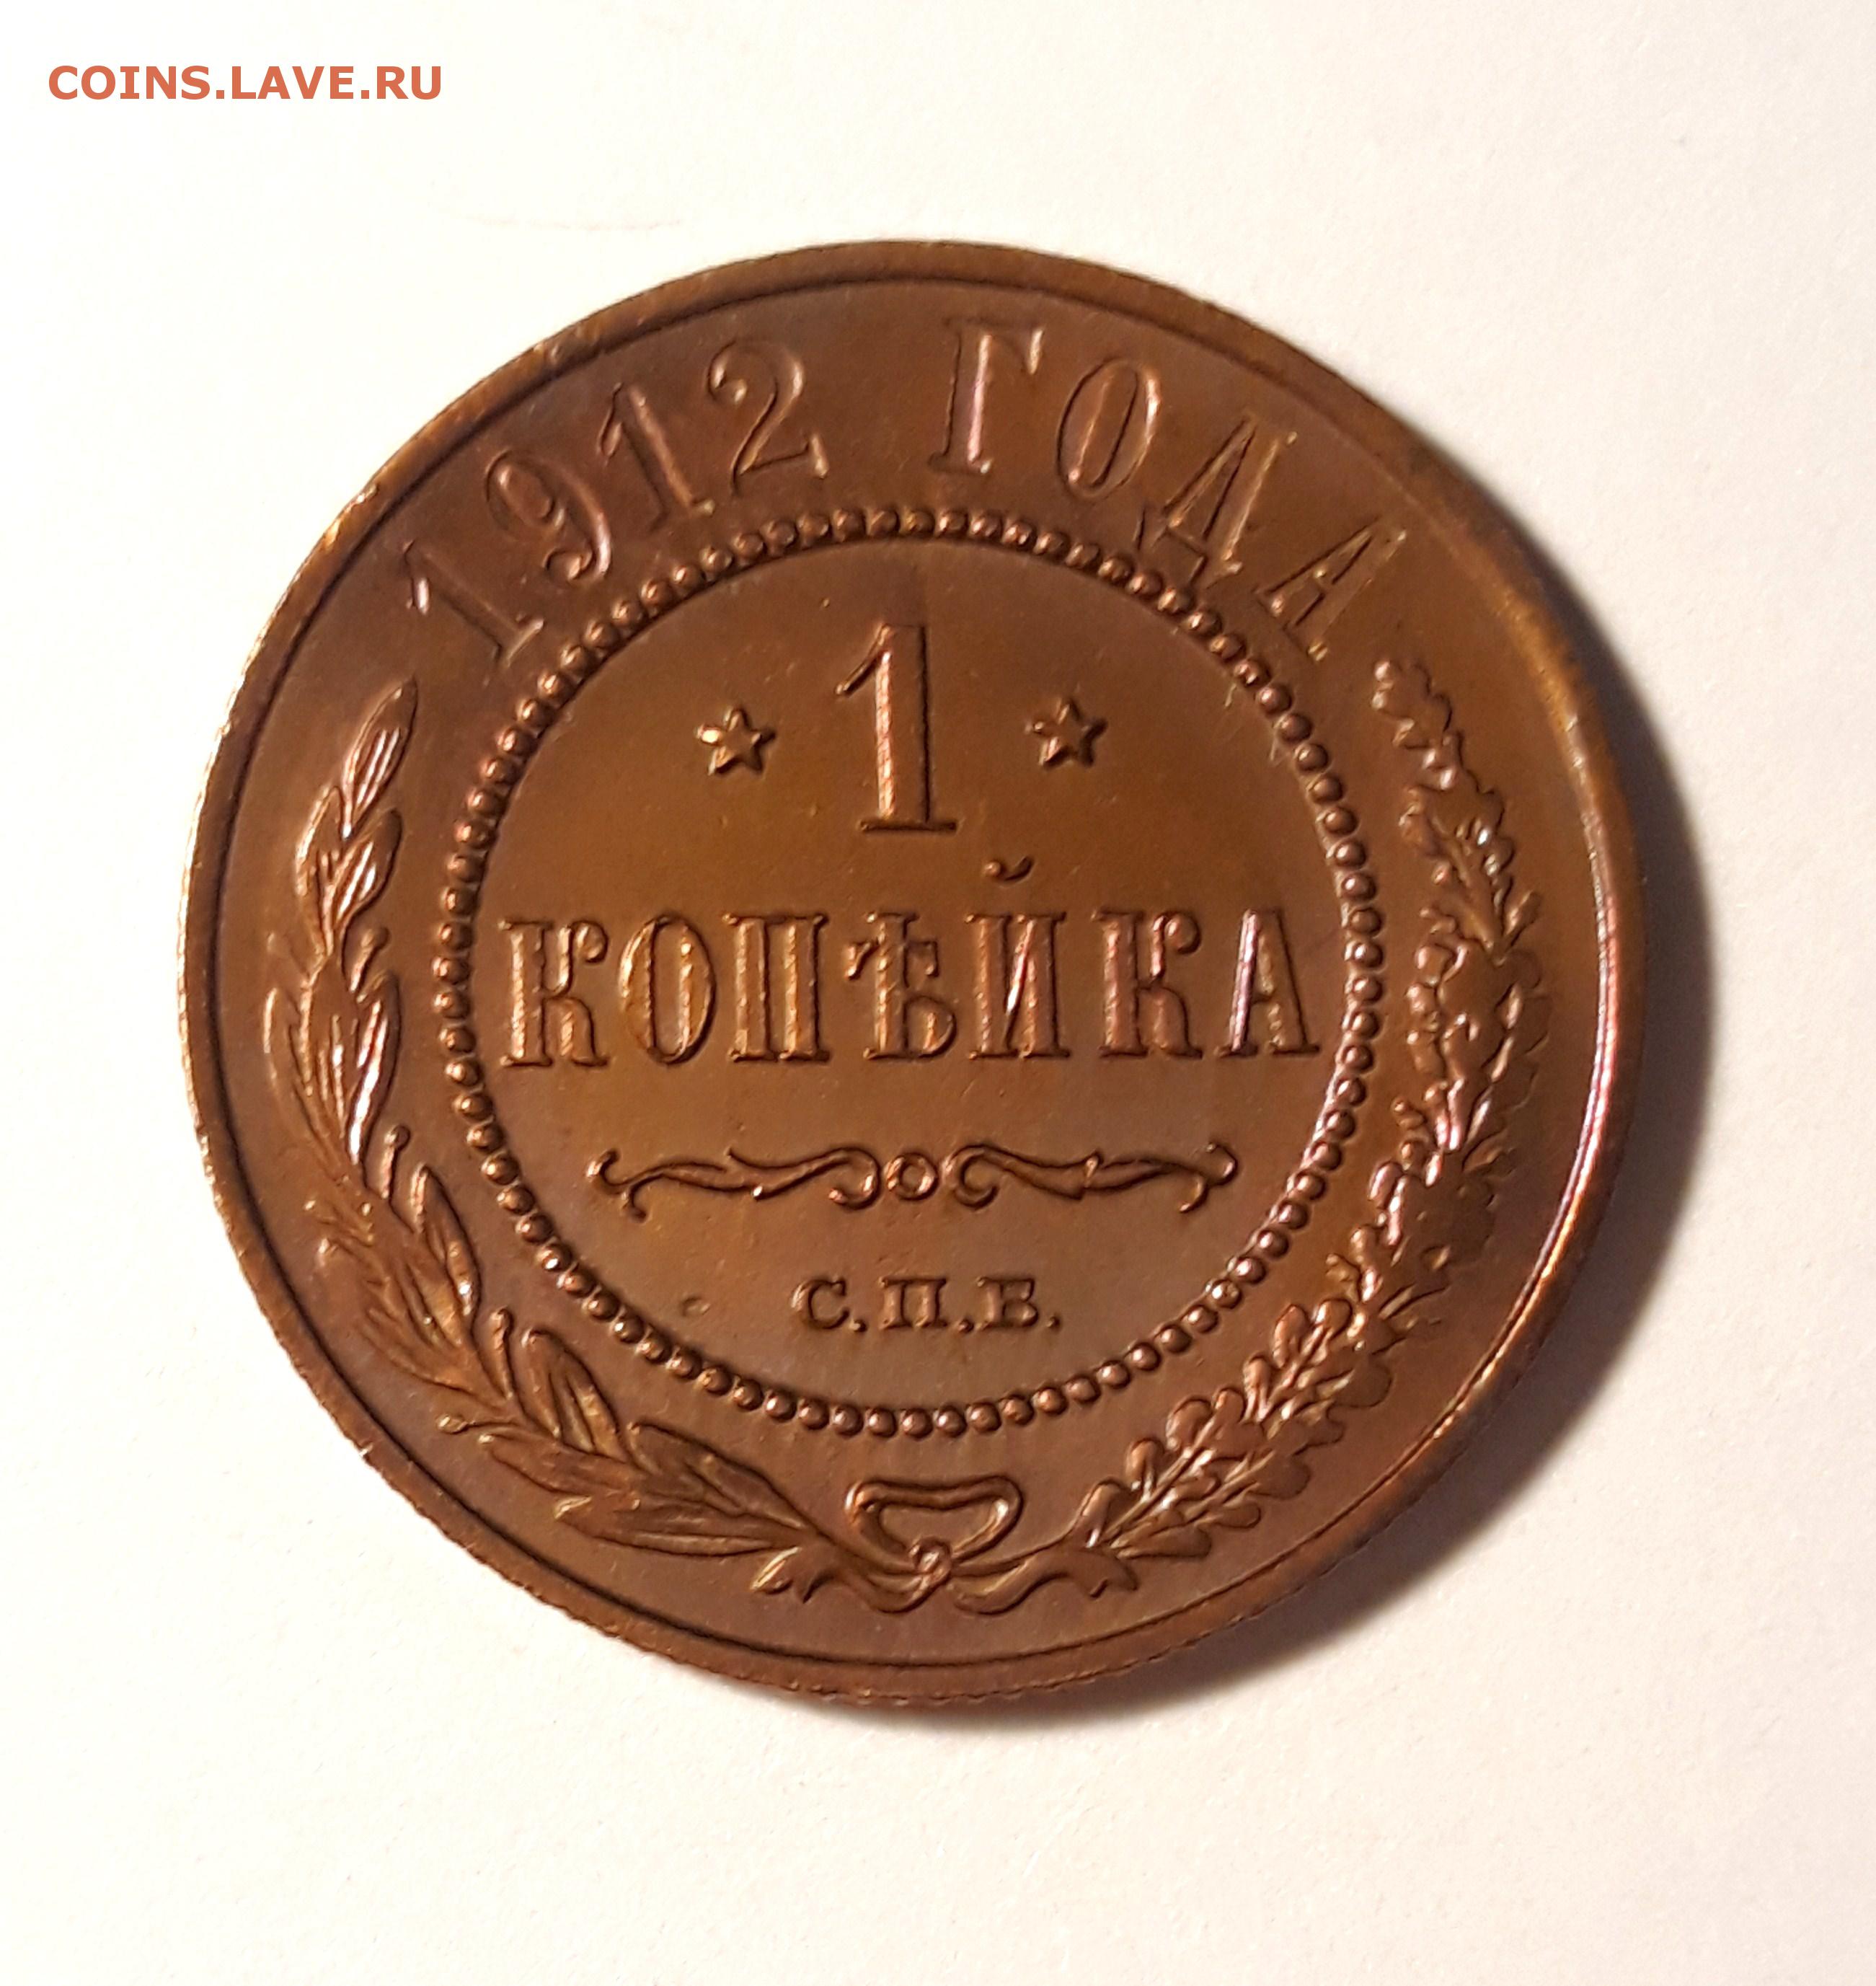 COINS.LAVE.RU
1912 ГОДА
1
КОПѢЙКА
С.П.Б.